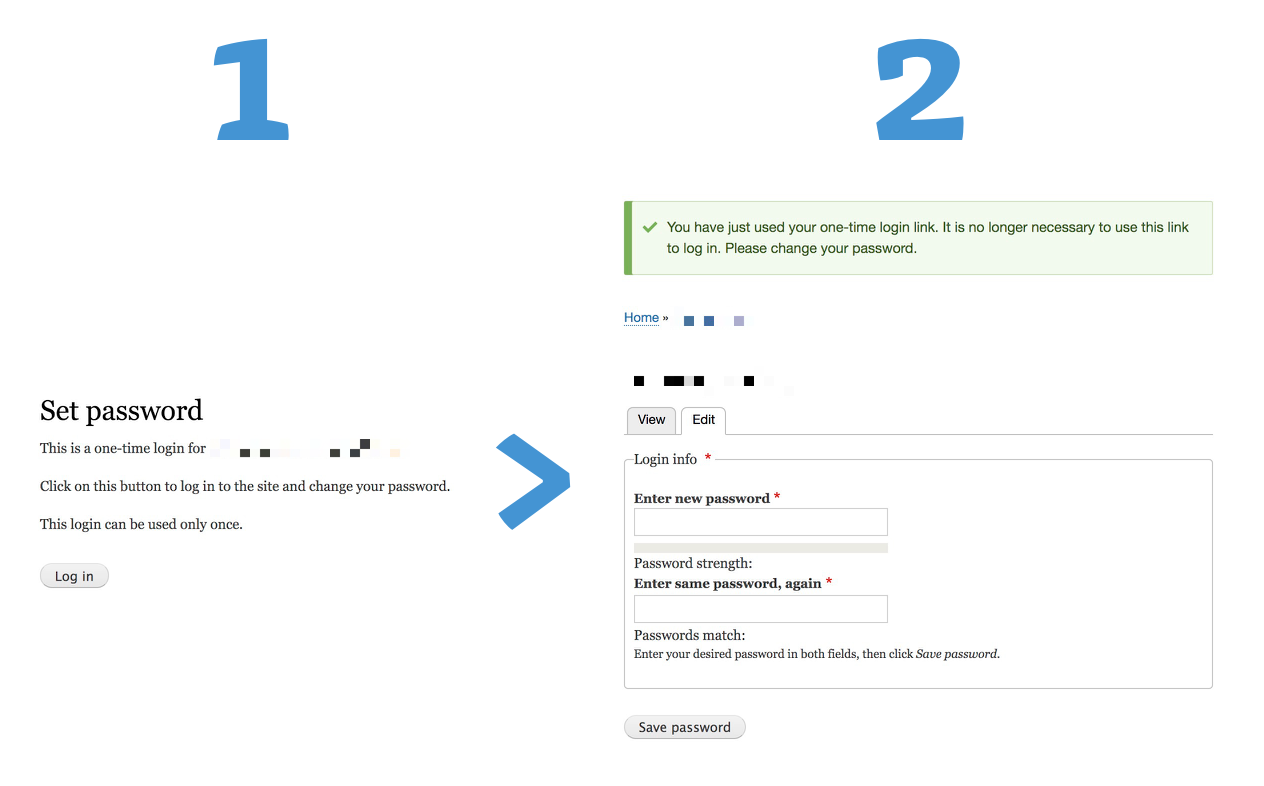 1
2
You have just used your one-time login link. It is no longer necessary to use this link
to log in. Please change your password.
Home »
Set password
This is a one-time login for
Click on this button to log in to the site and change your password.
This login can be used only once.
Log in
>
View
Edit
Login info *
Enter new password *
Password strength:
Enter same password, again *
Passwords match:
Enter your desired password in both fields, then click Save password.
Save password